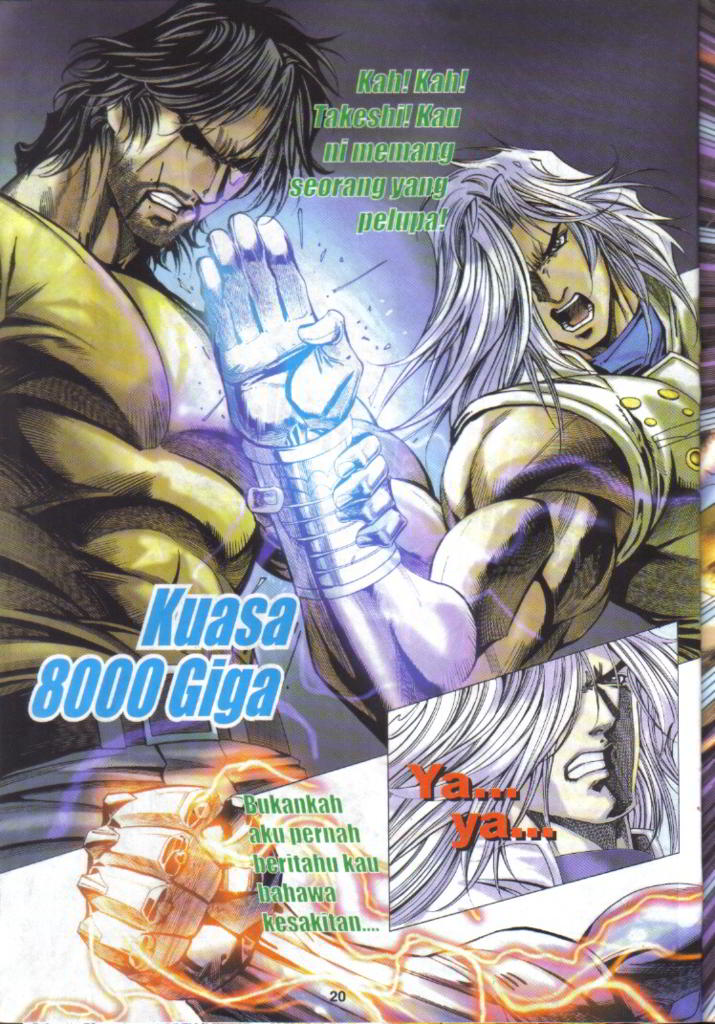 Kah! Kah!
Takeshi! Kau
ni memang
seorang yang
pelupa!
Kuasa
8000 Giga
Ya...
ya...
Bukankah
aku pernah
beritahu kau
bahawa
kesakitan....
20